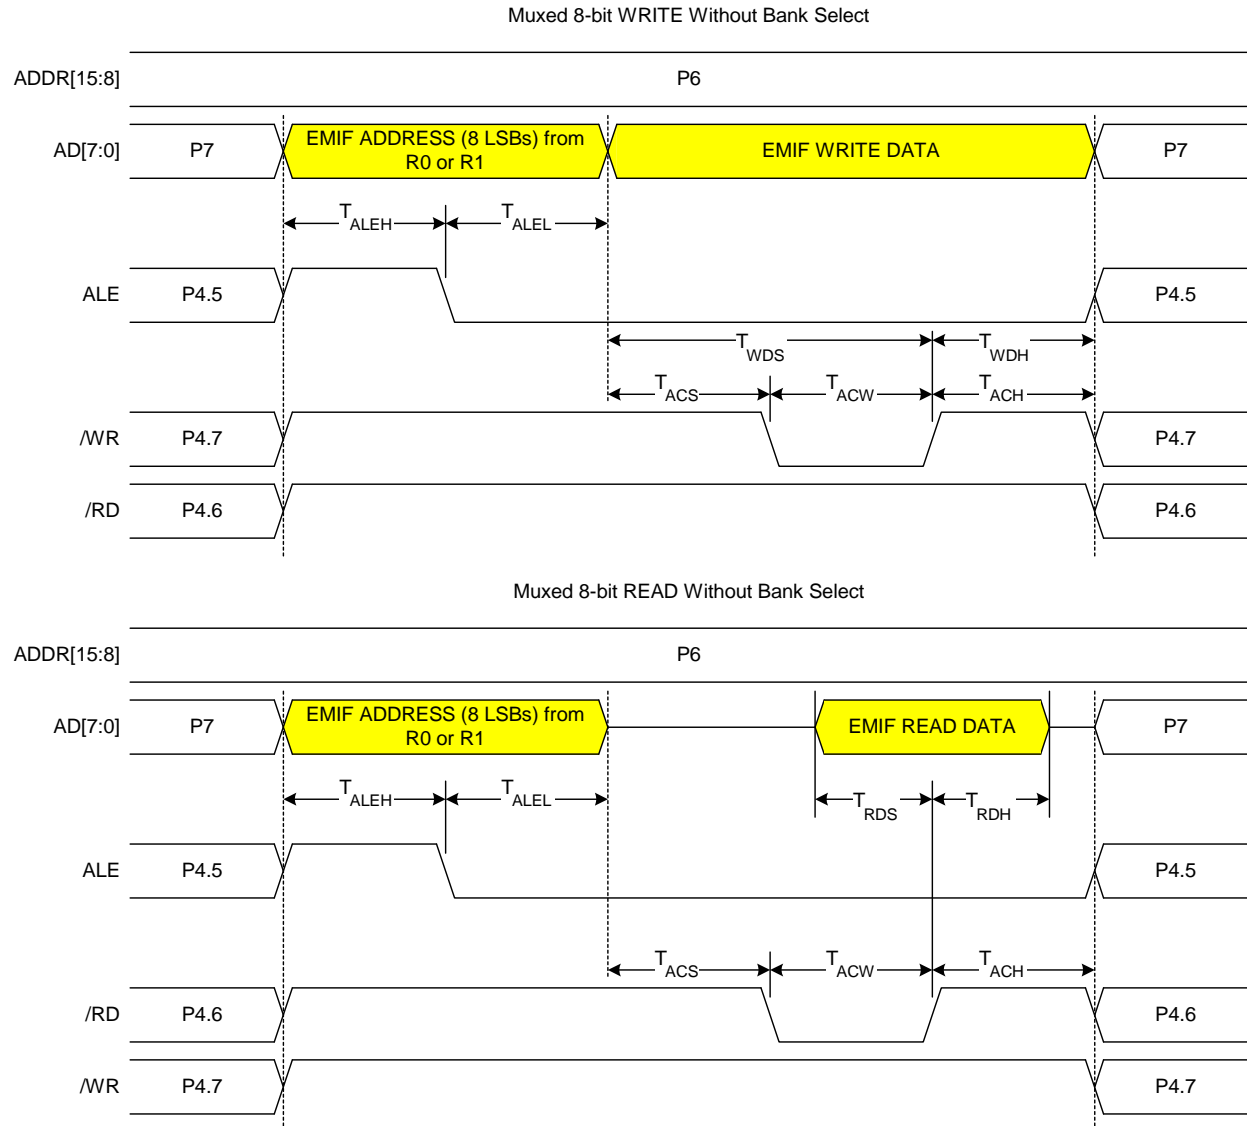 Muxed 8-bit WRITE Without Bank Select
ADDR[15:8] P6
AD[7:0] P7 EMIF ADDRESS (8 LSBs) from R0 or R1 EMIF WRITE DATA P7
TALEH TALEL
ALE P4.5 P4.5
TWDS TWDH
TACS TACW TACH
/WR P4.7 P4.7
/RD P4.6 P4.6
Muxed 8-bit READ Without Bank Select
ADDR[15:8] P6
AD[7:0] P7 EMIF ADDRESS (8 LSBs) from R0 or R1 EMIF READ DATA P7
TALEH TALEL TRDS TRDH
ALE P4.5 P4.5
TACS TACW TACH
/RD P4.6 P4.6
/WR P4.7 P4.7